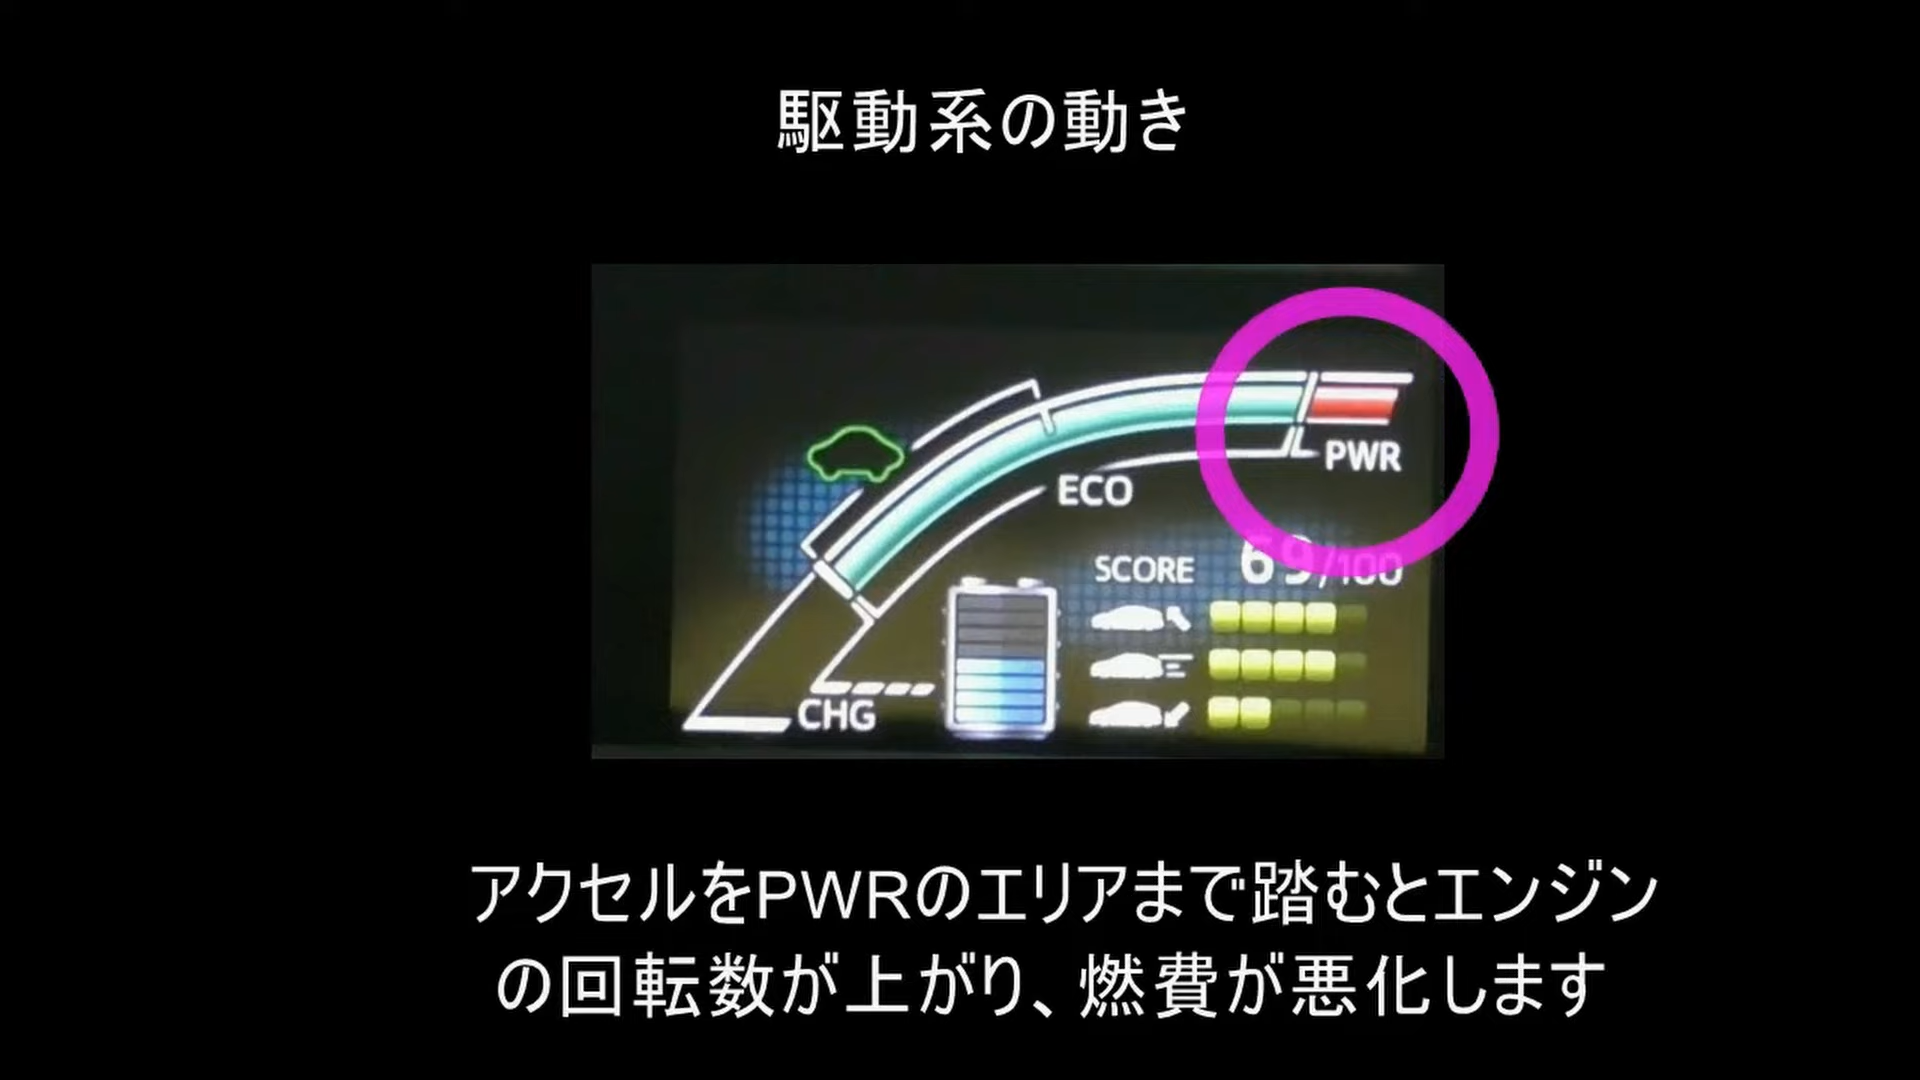 駆動系の動き
PWR
ECO
SCORE 69/100
CHG
アクセルをPWRのエリアまで踏むとエンジン
の回転数が上がり、燃費が悪化します